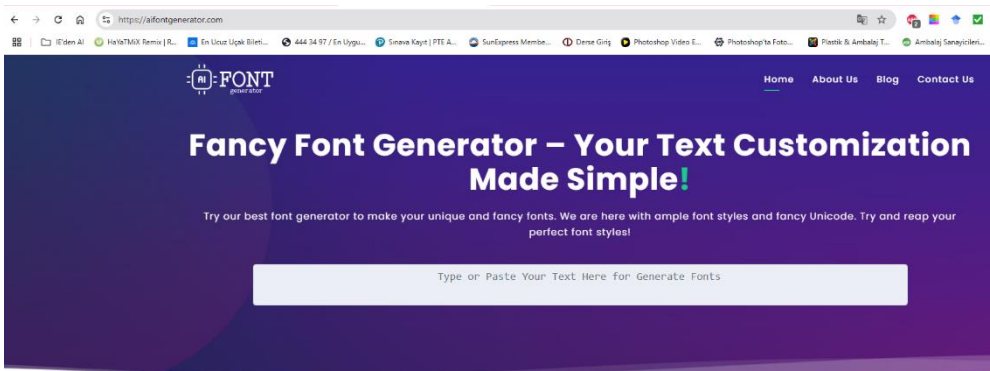 https://aifontgenerator.com
IE'den Al
HaYaTMiX Remix | R...
En Ucuz Uçak Bileti...
444 34 97 / En Uygu...
Sınava Kayıt | PTE A...
SunExpress Membe...
Derse Giriş
Photoshop Video E...
Photoshop'ta Foto...
Plastik & Ambalaj T...
Ambalaj Sanayicileri...
AI FONT
generator
Home About Us Blog Contact Us
Fancy Font Generator – Your Text Customization
Made Simple!
Try our best font generator to make your unique and fancy fonts. We are here with ample font styles and fancy Unicode. Try and reap your
perfect font styles!
Type or Paste Your Text Here for Generate Fonts